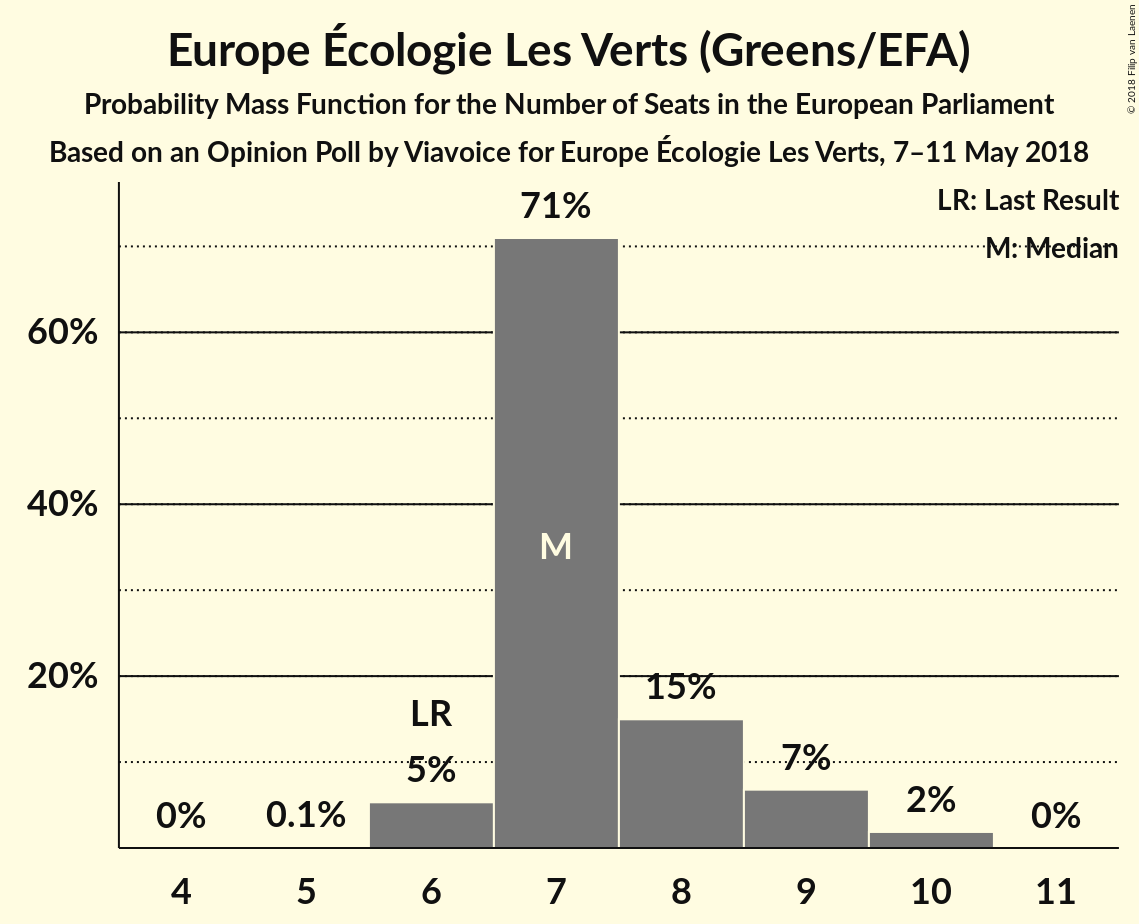 Europe Écologie Les Verts (Greens/EFA)
Probability Mass Function for the Number of Seats in the European Parliament
Based on an Opinion Poll by Viavoice for Europe Écologie Les Verts, 7–11 May 2018
© 2018 Filip van Laenen
LR: Last Result
M: Median
71%
60%
40%
M
20%
15%
LR
5%
7%
2%
0%
0.1%
0%
4 5 6 7 8 9 10 11